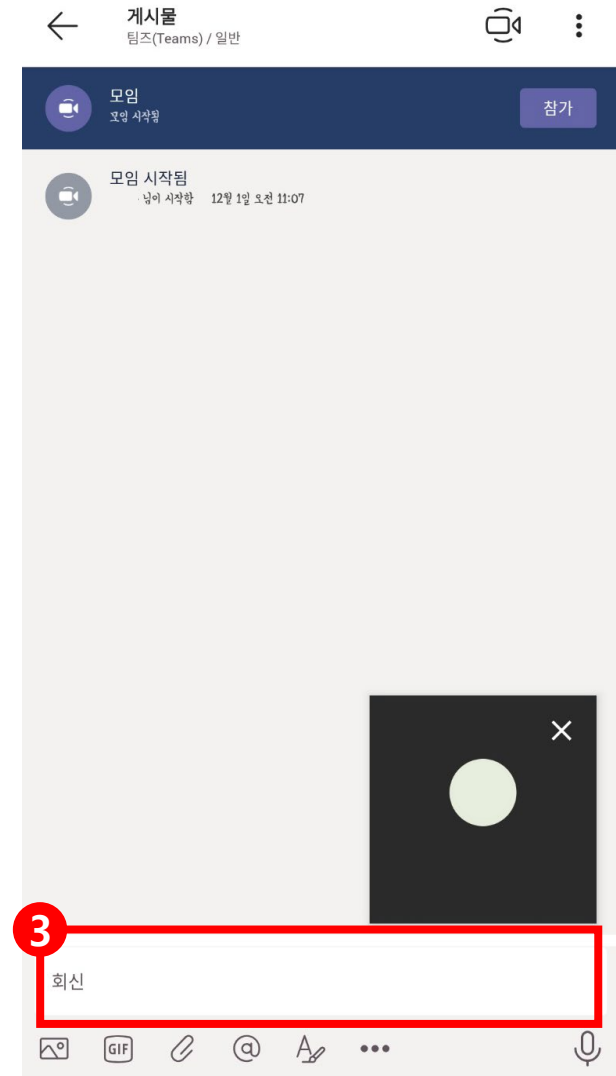 게시물
팀즈(Teams) / 일반
모임
모임 시작됨
참가
모임 시작됨
님이 시작함 12월 1일 오전 11:07
3
회신
GIF